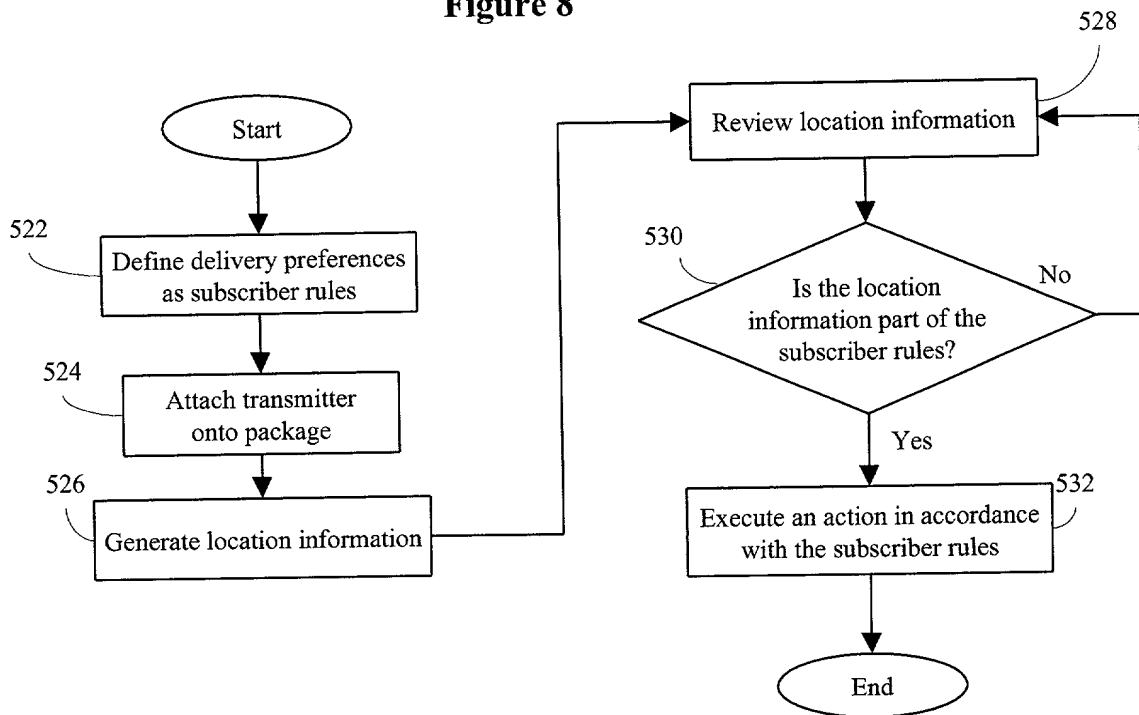 Figure 8
Start
522
Define delivery preferences
as subscriber rules
524
Attach transmitter
onto package
526
Generate location information
528
Review location information
530
Is the location
information part of the
subscriber rules?
No
Yes
532
Execute an action in accordance
with the subscriber rules
End